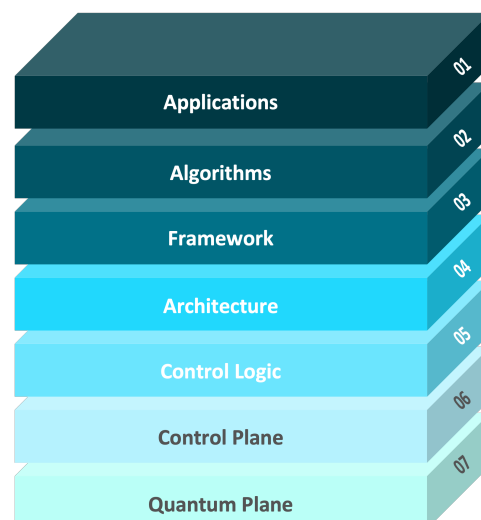 01
Applications
02
Algorithms
03
Framework
04
Architecture
05
Control Logic
06
Control Plane
07
Quantum Plane